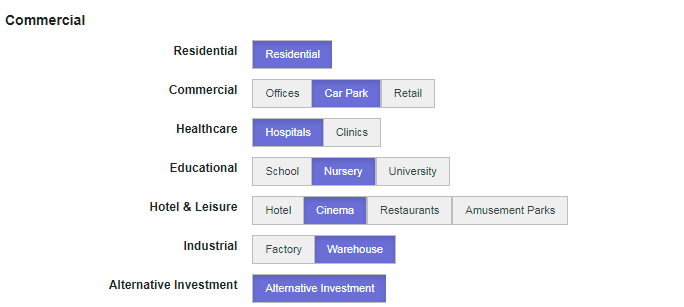 Commercial
Residential Residential
Commercial Offices Car Park Retail
Healthcare Hospitals Clinics
Educational School Nursery University
Hotel & Leisure Hotel Cinema Restaurants Amusement Parks
Industrial Factory Warehouse
Alternative Investment Alternative Investment